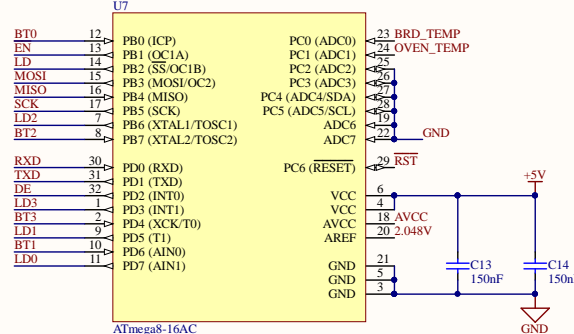 U7
BT0 12 PB0 (ICP) PC0 (ADC0) 23 BRD_TEMP
EN 13 PB1 (OC1A) PC1 (ADC1) 24 OVEN_TEMP
LD 14 PB2 (SS/OC1B) PC2 (ADC2) 25
MOSI 15 PB3 (MOSI/OC2) PC3 (ADC3) 26
MISO 16 PB4 (MISO) PC4 (ADC4/SDA) 27
SCK 17 PB5 (SCK) PC5 (ADC5/SCL) 28
LD2 7 PB6 (XTAL1/TOSC1) ADC6 19
BT2 8 PB7 (XTAL2/TOSC2) ADC7 22 GND
RXD 30 PD0 (RXD) PC6 (RESET) 29 RST
TXD 31 PD1 (TXD) +5V
DE 32 PD2 (INT0) VCC 6
LD3 1 PD3 (INT1) VCC 4
BT3 2 PD4 (XCK/T0) AVCC 18 AVCC
LD1 9 PD5 (T1) AREF 20 2.048V
BT1 10 PD6 (AIN0) GND 21
LD0 11 PD7 (AIN1) GND 5
GND 3
C13 C14
150nF 150n
ATmega8-16AC GND